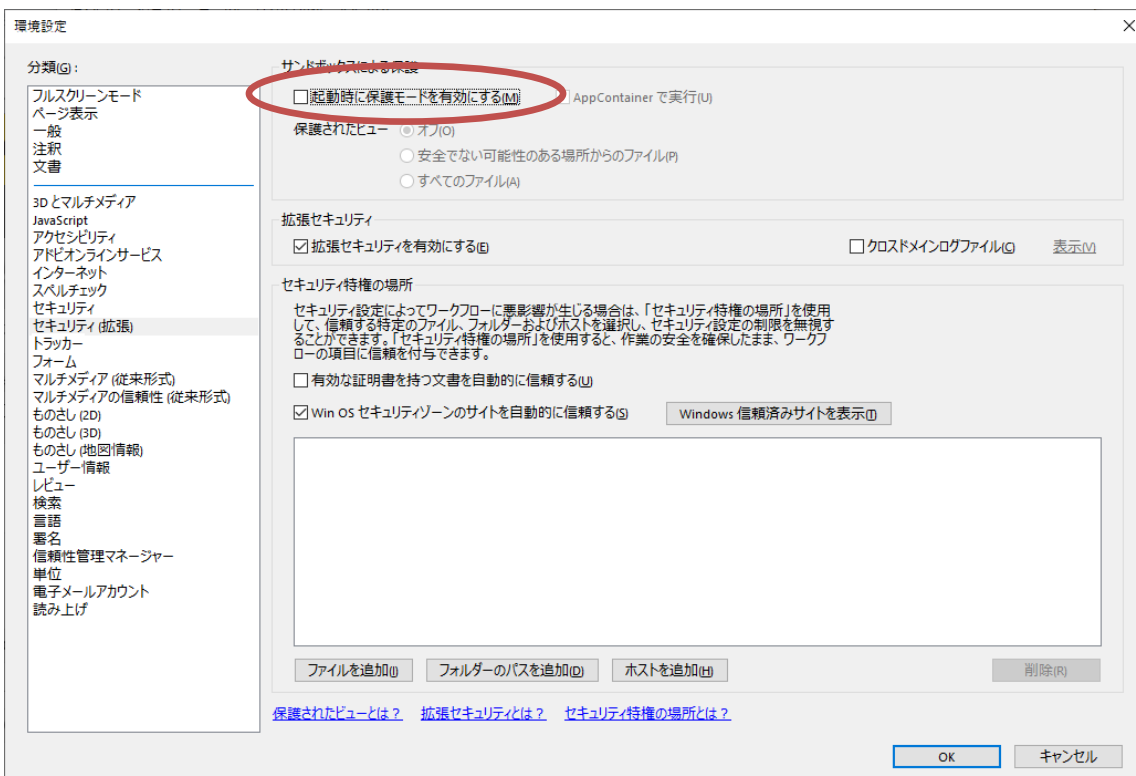 環境設定
分類(G) :
フルスクリーンモード
ページ表示
一般
注釈
文書
3D とマルチメディア
JavaScript
アクセシビリティ
アドビオンラインサービス
インターネット
スペルチェック
セキュリティ
セキュリティ (拡張)
トラッカー
フォーム
マルチメディア (従来形式)
マルチメディアの信頼性 (従来形式)
ものさし (2D)
ものさし (3D)
ものさし (地図情報)
ユーザー情報
レビュー
検索
言語
署名
信頼性管理マネージャー
単位
電子メールアカウント
読み上げ
サンドボックスによる保護
起動時に保護モードを有効にする(M) AppContainer で実行(U)
保護されたビュー オフ(O)
安全でない可能性のある場所からのファイル(P)
すべてのファイル(A)
拡張セキュリティ
拡張セキュリティを有効にする(E) クロスドメインログファイル(C) 表示(V)
セキュリティ特権の場所
セキュリティ設定によってワークフローに悪影響が生じる場合は、「セキュリティ特権の場所」を使用
して、信頼する特定のファイル、フォルダーおよびホストを選択し、セキュリティ設定の制限を無視す
ることができます。「セキュリティ特権の場所」を使用すると、作業の安全を確保したまま、ワークフ
ローの項目に信頼を付与できます。
有効な証明書を持つ文書を自動的に信頼する(U)
Win OS セキュリティゾーンのサイトを自動的に信頼する(S) Windows 信頼済みサイトを表示(T)
ファイルを追加(I) フォルダーのパスを追加(D) ホストを追加(H) 削除(R)
保護されたビューとは? 拡張セキュリティとは? セキュリティ特権の場所とは?
OK キャンセル